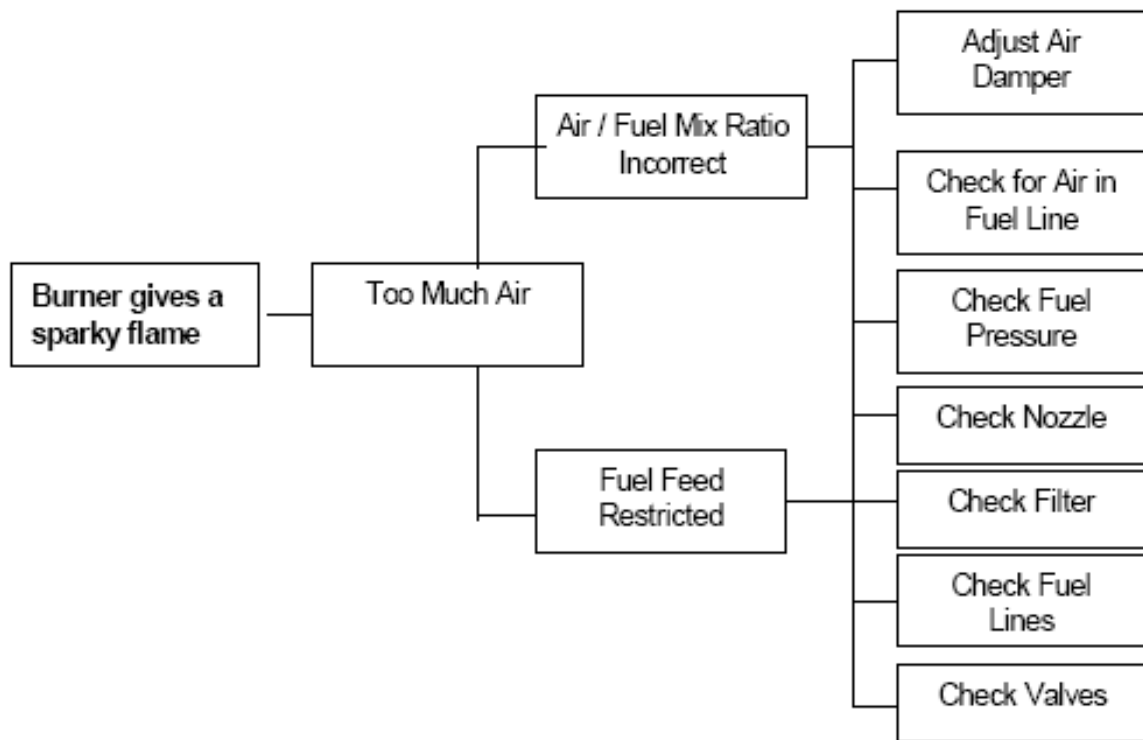 Burner gives a
sparky flame
Too Much Air
Air / Fuel Mix Ratio
Incorrect
Fuel Feed
Restricted
Adjust Air
Damper
Check for Air in
Fuel Line
Check Fuel
Pressure
Check Nozzle
Check Filter
Check Fuel
Lines
Check Valves